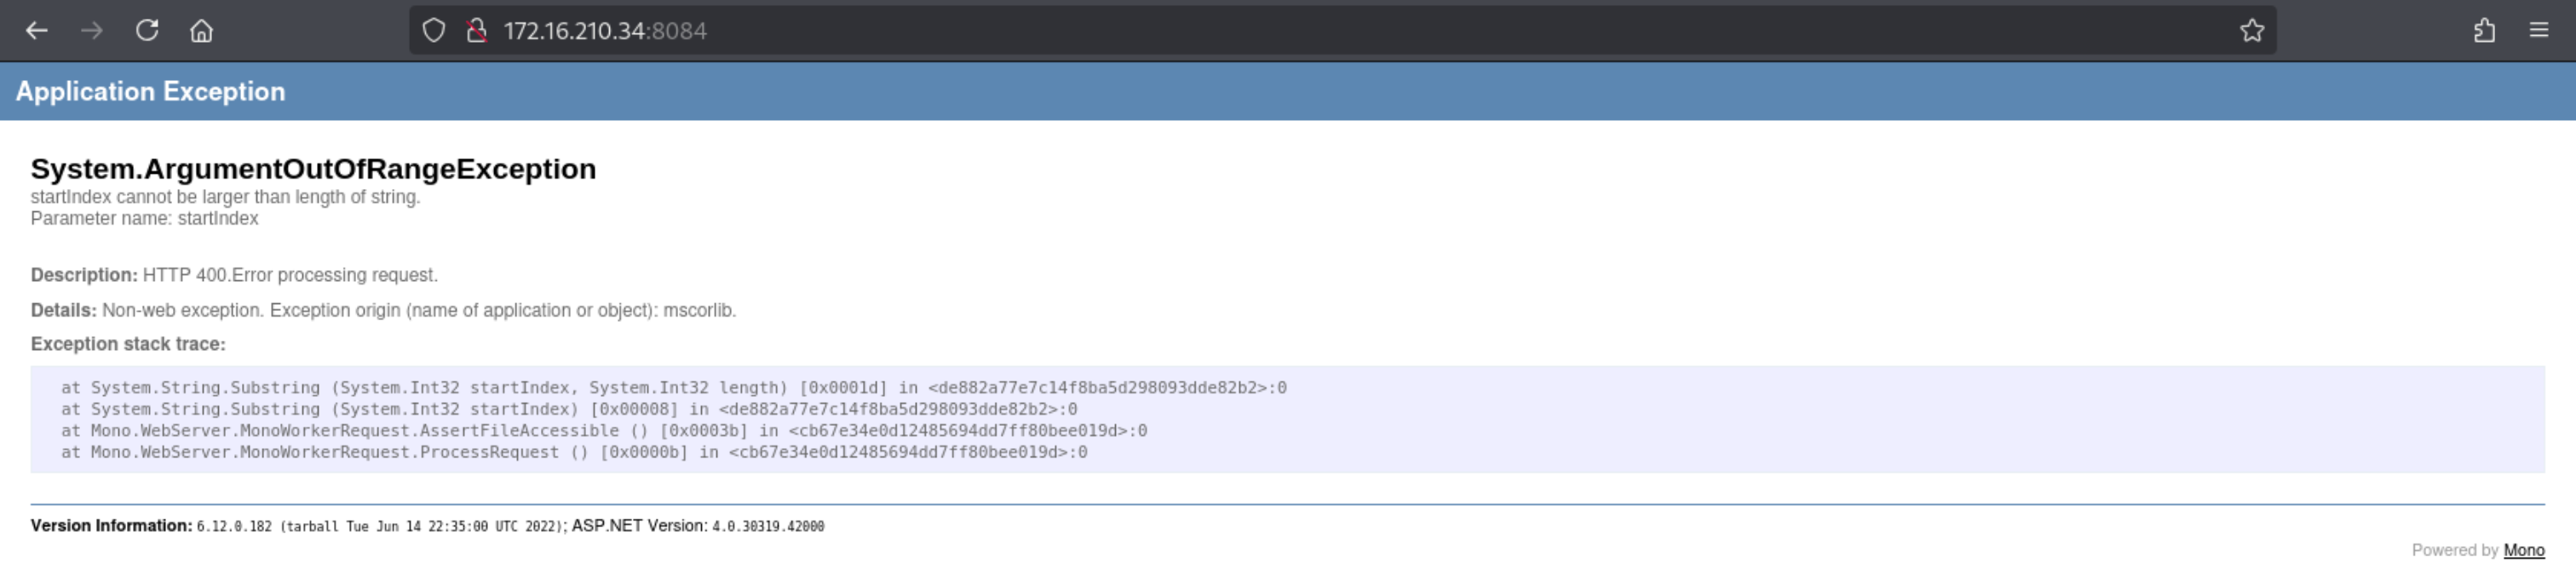 172.16.210.34:8084
Application Exception
System.ArgumentOutOfRangeException
startIndex cannot be larger than length of string.
Parameter name: startIndex
Description: HTTP 400.Error processing request.
Details: Non-web exception. Exception origin (name of application or object): mscorlib.
Exception stack trace:
at System.String.Substring (System.Int32 startIndex, System.Int32 length) [0x0001d] in <de882a77e7c14f8ba5d298093dde82b2>:0
at System.String.Substring (System.Int32 startIndex) [0x00008] in <de882a77e7c14f8ba5d298093dde82b2>:0
at Mono.WebServer.MonoWorkerRequest.AssertFileAccessible () [0x0003b] in <cb67e34e0d12485694dd7ff80bee019d>:0
at Mono.WebServer.MonoWorkerRequest.ProcessRequest () [0x0000b] in <cb67e34e0d12485694dd7ff80bee019d>:0
Version Information: 6.12.0.182 (tarball Tue Jun 14 22:35:00 UTC 2022); ASP.NET Version: 4.0.30319.42000
Powered by Mono